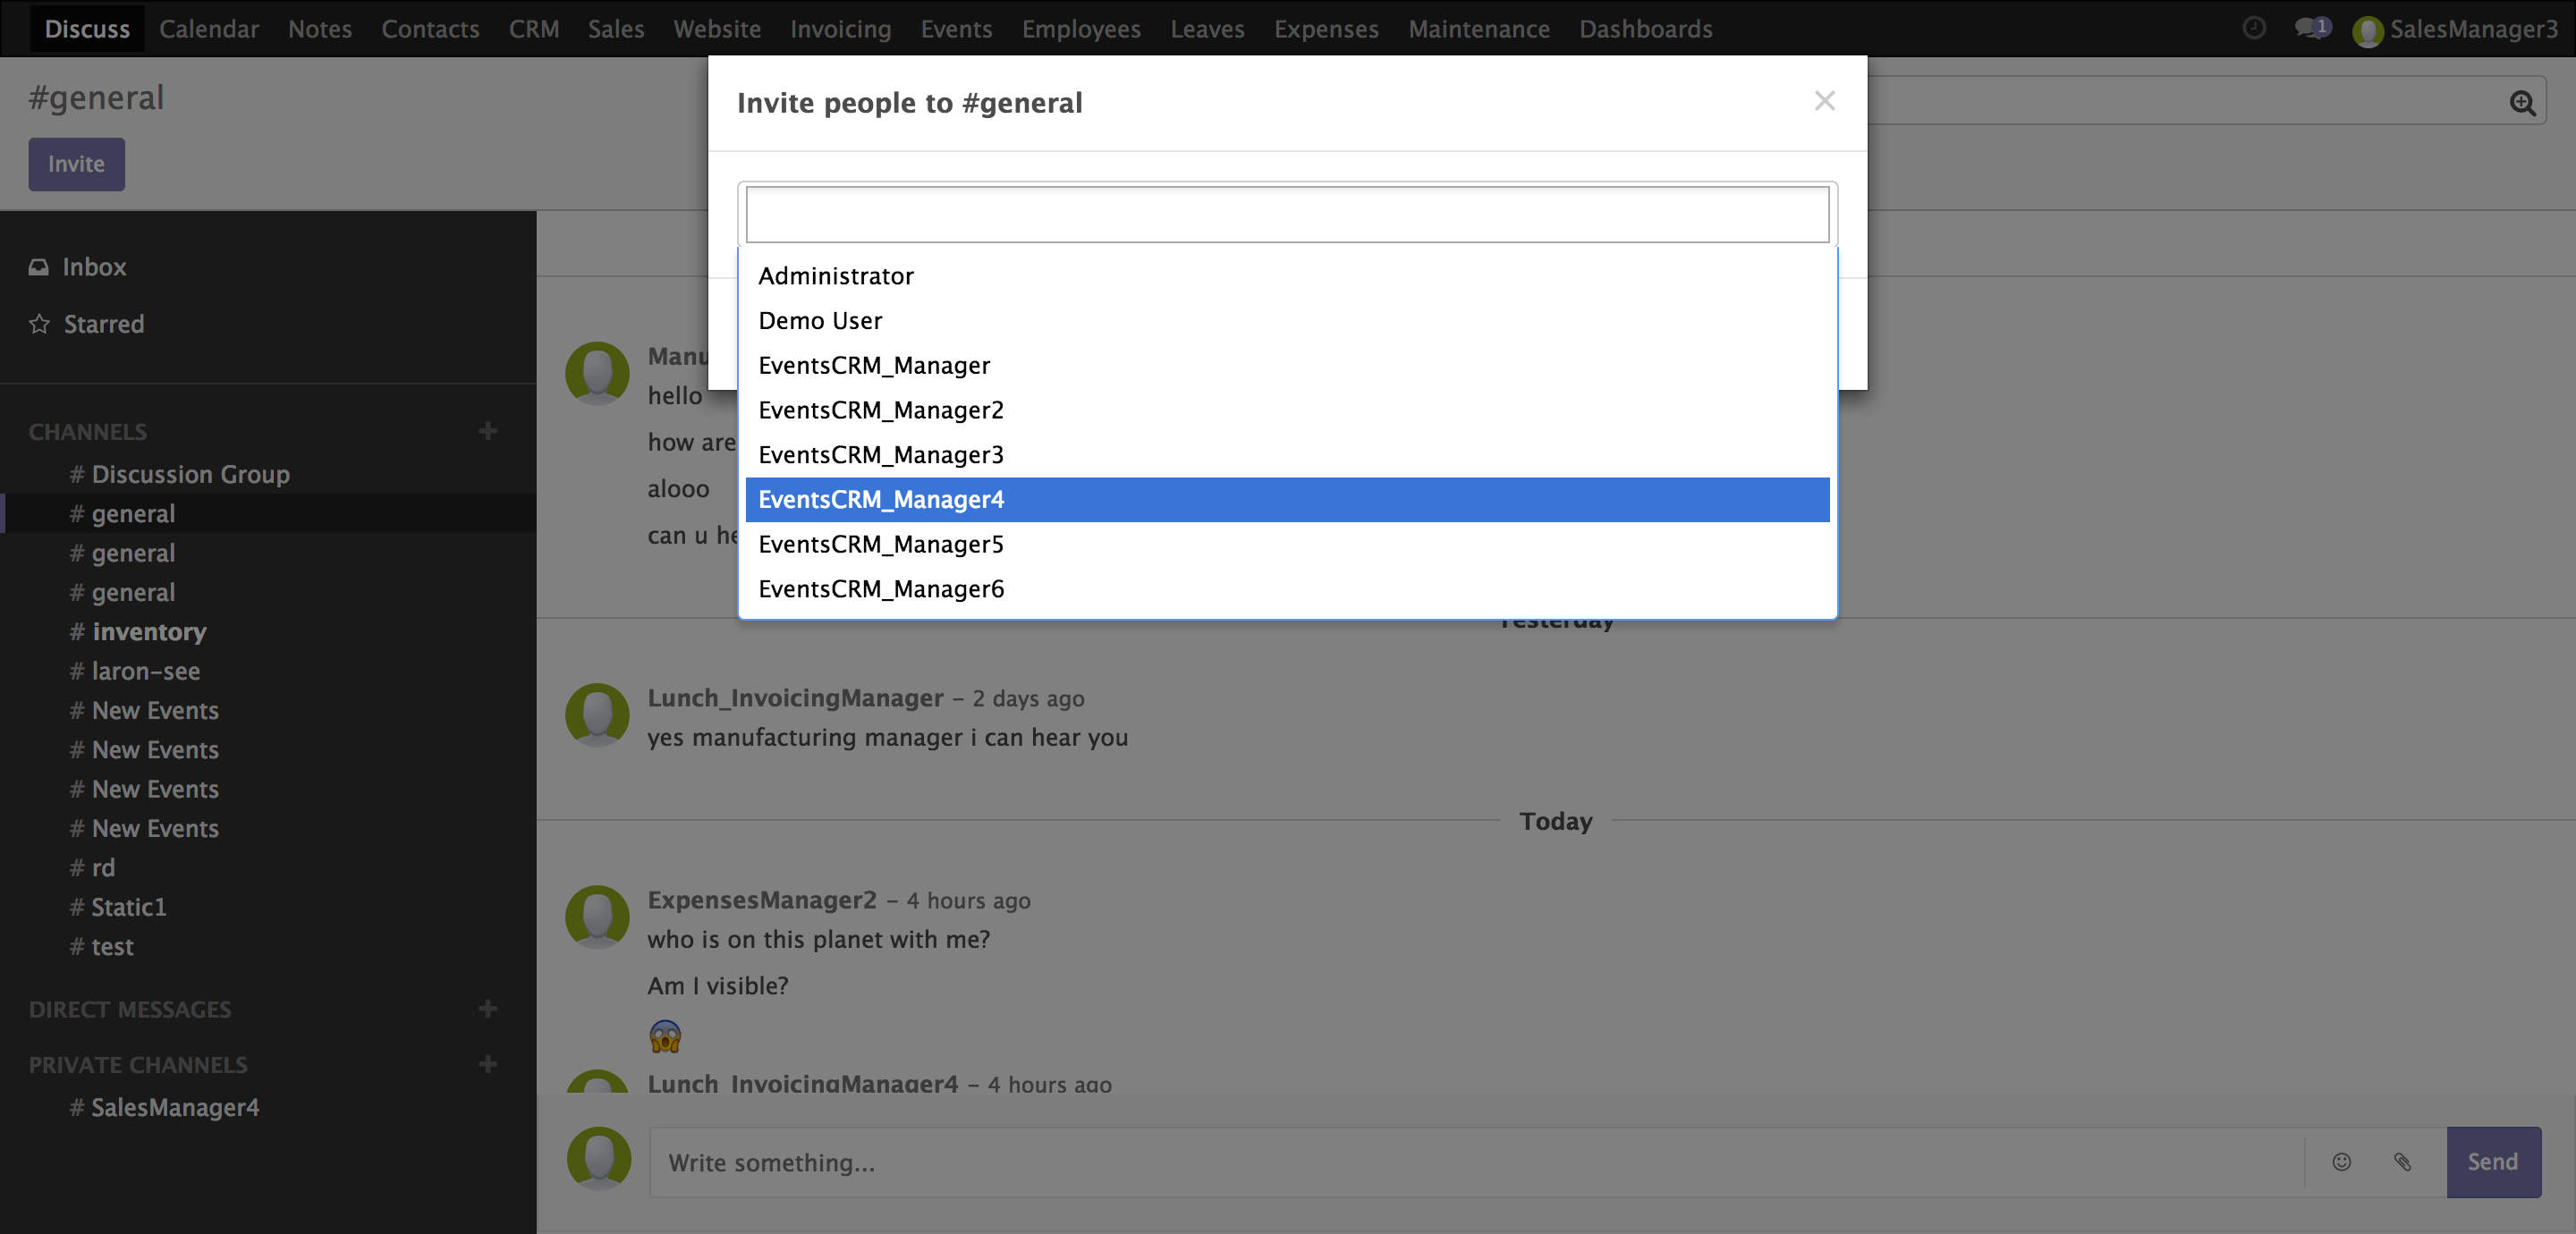 Discuss Calendar Notes Contacts CRM Sales Website Invoicing Events Employees Leaves Expenses Maintenance Dashboards 1 SalesManager3
#general
Invite
Invite people to #general
×
Administrator
Demo User
EventsCRM_Manager
EventsCRM_Manager2
EventsCRM_Manager3
EventsCRM_Manager4
EventsCRM_Manager5
EventsCRM_Manager6
Inbox
Starred
CHANNELS
# Discussion Group
# general
# general
# general
# inventory
# laron-see
# New Events
# New Events
# New Events
# New Events
# rd
# Static1
# test
DIRECT MESSAGES
PRIVATE CHANNELS
# SalesManager4
Manu
hello
how are
alooo
can u he
Yesterday
Lunch_InvoicingManager – 2 days ago
yes manufacturing manager i can hear you
Today
ExpensesManager2 – 4 hours ago
who is on this planet with me?
Am I visible?
Lunch_InvoicingManager4 – 4 hours ago
Write something...
Send